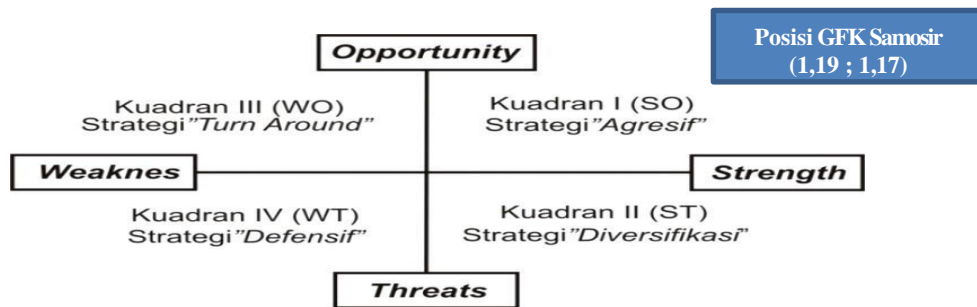 Opportunity
Posisi GFK Samosir
(1,19 ; 1,17)
Kuadran III (WO)
Strategi"Turn Around"
Kuadran I (SO)
Strategi"Agresif"
Weaknes
Strength
Kuadran IV (WT)
Strategi"Defensif"
Kuadran II (ST)
Strategi"Diversifikasi"
Threats